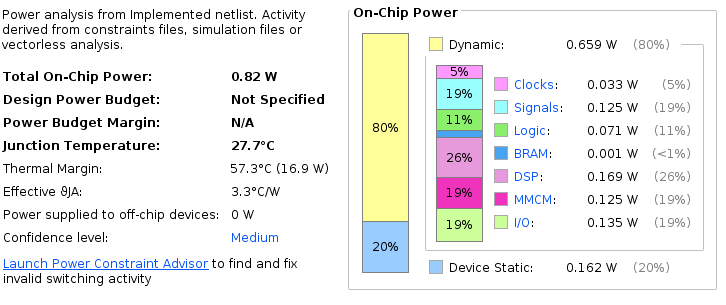 Power analysis from Implemented netlist. Activity
derived from constraints files, simulation files or
vectorless analysis.
Total On-Chip Power: 0.82 W
Design Power Budget: Not Specified
Power Budget Margin: N/A
Junction Temperature: 27.7°C
Thermal Margin: 57.3°C (16.9 W)
Effective ϑJA: 3.3°C/W
Power supplied to off-chip devices: 0 W
Confidence level: Medium
Launch Power Constraint Advisor to find and fix
invalid switching activity
On-Chip Power
80%
20%
Dynamic: 0.659 W (80%)
5%
19%
11%
26%
19%
19%
Clocks: 0.033 W (5%)
Signals: 0.125 W (19%)
Logic: 0.071 W (11%)
BRAM: 0.001 W (<1%)
DSP: 0.169 W (26%)
MMCM: 0.125 W (19%)
I/O: 0.135 W (19%)
Device Static: 0.162 W (20%)